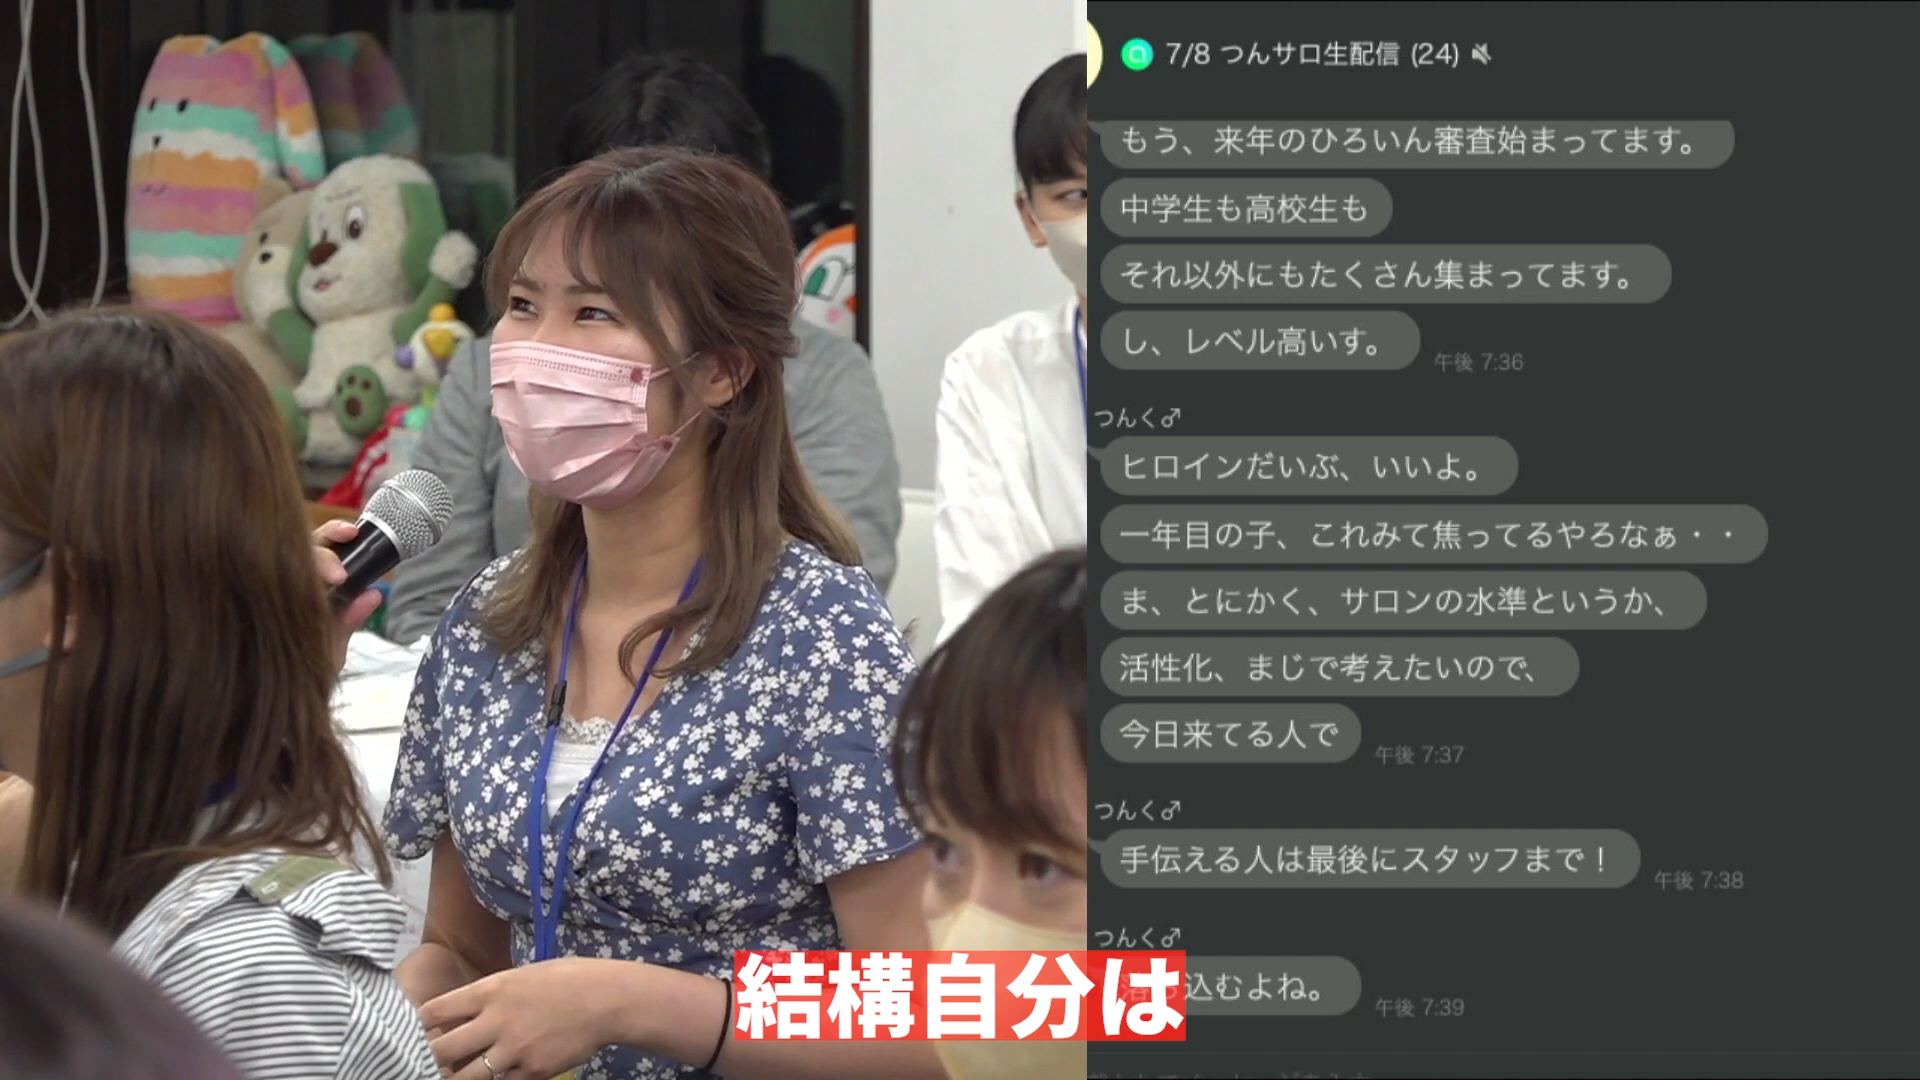 7/8 つんサロ生配信 (24)
もう、来年のひろいん審査始まってます。
中学生も高校生も
それ以外にもたくさん集まってます。
し、レベル高いす。
午後 7:36
つんく♂
ヒロインだいぶ、いいよ。
一年目の子、これみて焦ってるやろなぁ・・
ま、とにかく、サロンの水準というか、
活性化、まじで考えたいので、
今日来てる人で
午後 7:37
つんく♂
手伝える人は最後にスタッフまで！
午後 7:38
つんく♂
込むよね。
午後 7:39
結構自分は